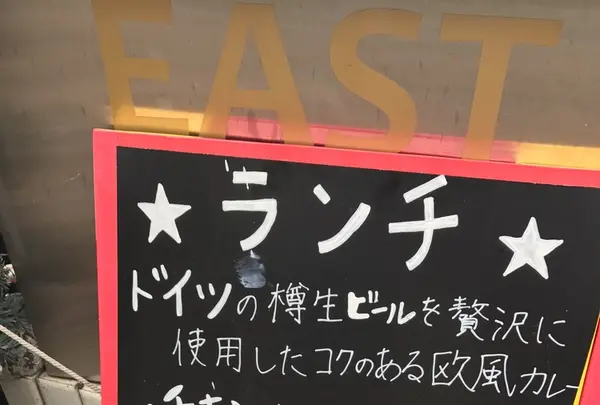 EAST
★ランチ★
ドイツの樽生ビールを贅沢に
使用したコクのある欧風カレー